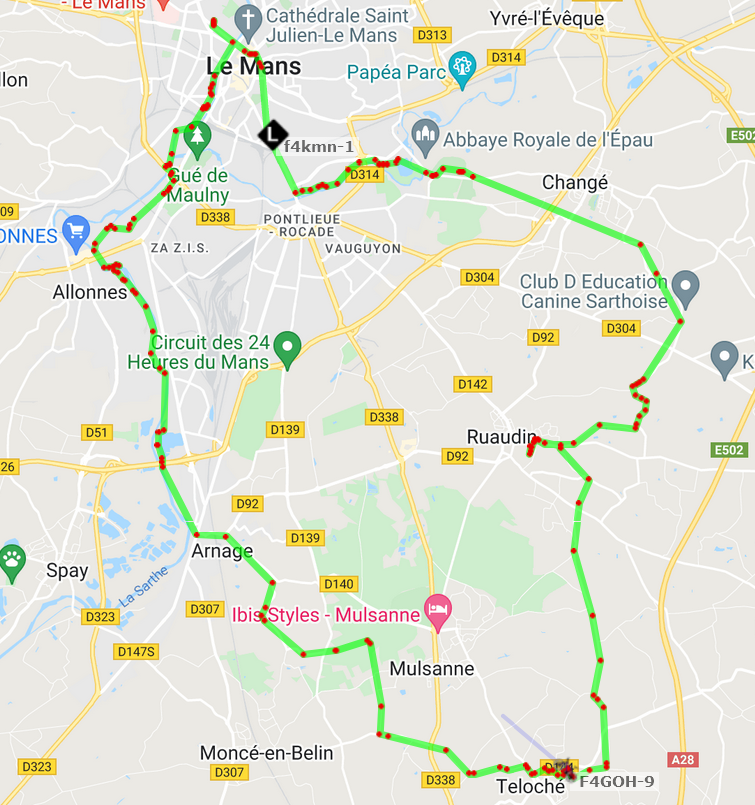 - Le Mans
Cathédrale Saint
Julien-Le Mans
Yvré-l'Évêque
D313
D314
Le Mans
Papéa Parc
llon
E502
f4kmn-1
Abbaye Royale de l'Épau
Gué de
Maulny
D314
Changé
09
D338
PONTLIEUE
- ROCADE
ONNES
ZA Z.I.S.
VAUGUYON
D304
Club D Education
Canine Sarthoise
Allonnes
D304
D92
Circuit des 24
Heures du Mans
K
D142
D338
D51
D139
Ruaudin
D92
E502
26
D92
D139
Arnage
Spay
La Sarthe
D140
D307
D323
Ibis Styles - Mulsanne
D147S
Mulsanne
Moncé-en-Belin
D307
D323
D338
A28
Teloché
F4GOH-9